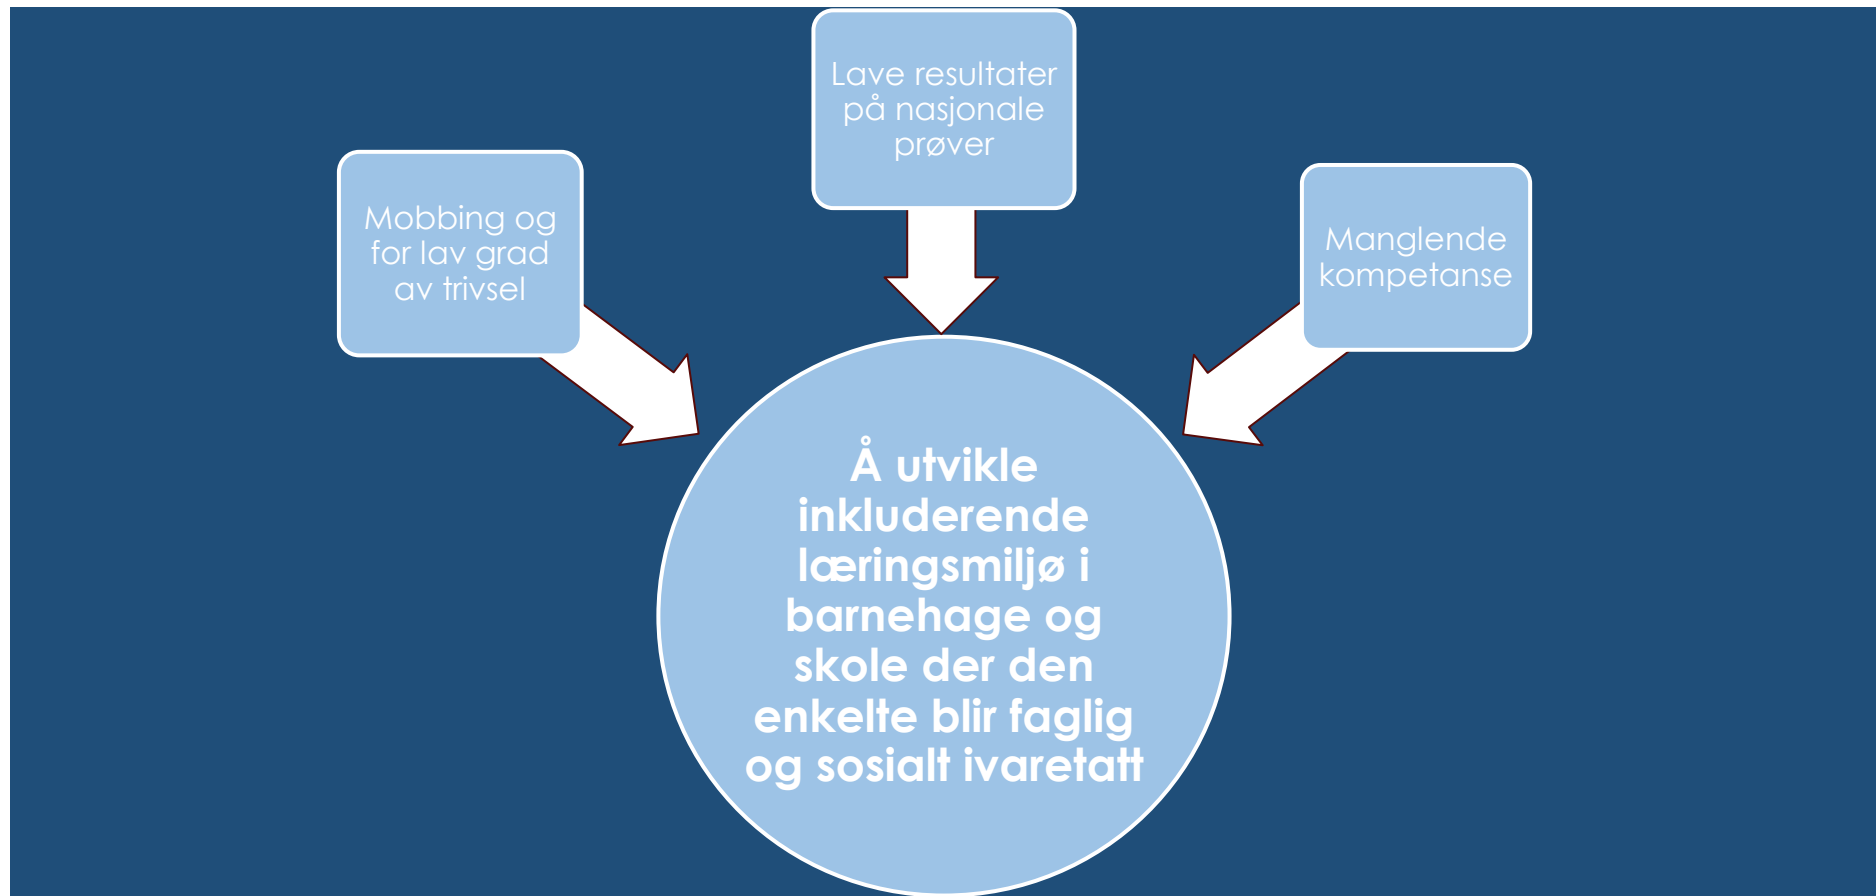 Lave resultater
på nasjonale
prøver
Mobbing og
for lav grad
av trivsel
Manglende
kompetanse
Å utvikle
inkluderende
læringsmiljø i
barnehage og
skole der den
enkelte blir faglig
og sosialt ivaretatt